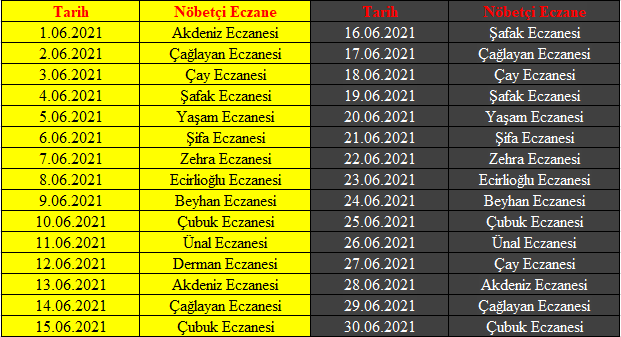 Tarih Nöbetçi Eczane Tarih Nöbetçi Eczane
1.06.2021 Akdeniz Eczanesi 16.06.2021 Şafak Eczanesi
2.06.2021 Çağlayan Eczanesi 17.06.2021 Çağlayan Eczanesi
3.06.2021 Çay Eczanesi 18.06.2021 Çay Eczanesi
4.06.2021 Şafak Eczanesi 19.06.2021 Şafak Eczanesi
5.06.2021 Yaşam Eczanesi 20.06.2021 Yaşam Eczanesi
6.06.2021 Şifa Eczanesi 21.06.2021 Şifa Eczanesi
7.06.2021 Zehra Eczanesi 22.06.2021 Zehra Eczanesi
8.06.2021 Ecirlioğlu Eczanesi 23.06.2021 Ecirlioğlu Eczanesi
9.06.2021 Beyhan Eczanesi 24.06.2021 Beyhan Eczanesi
10.06.2021 Çubuk Eczanesi 25.06.2021 Çubuk Eczanesi
11.06.2021 Ünal Eczanesi 26.06.2021 Ünal Eczanesi
12.06.2021 Derman Eczanesi 27.06.2021 Çay Eczanesi
13.06.2021 Akdeniz Eczanesi 28.06.2021 Akdeniz Eczanesi
14.06.2021 Çağlayan Eczanesi 29.06.2021 Çağlayan Eczanesi
15.06.2021 Çubuk Eczanesi 30.06.2021 Çubuk Eczanesi